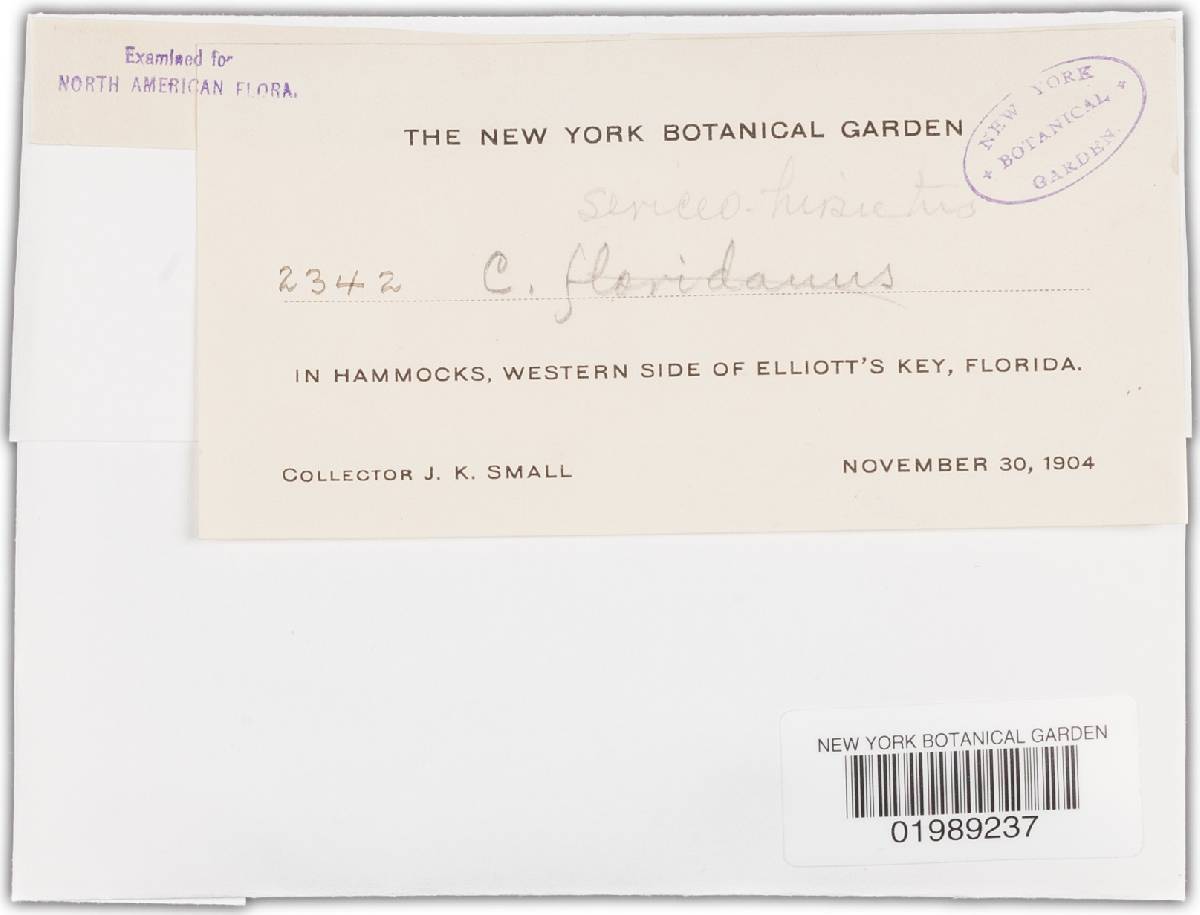 Examined for
NORTH AMERICAN FLORA.
NEW YORK
BOTANICAL
GARDEN.
THE NEW YORK BOTANICAL GARDEN
sericeo-hirsutus
2342 C. floridanus
IN HAMMOCKS, WESTERN SIDE OF ELLIOTT'S KEY, FLORIDA.
COLLECTOR J. K. SMALL
NOVEMBER 30, 1904
NEW YORK BOTANICAL GARDEN
01989237